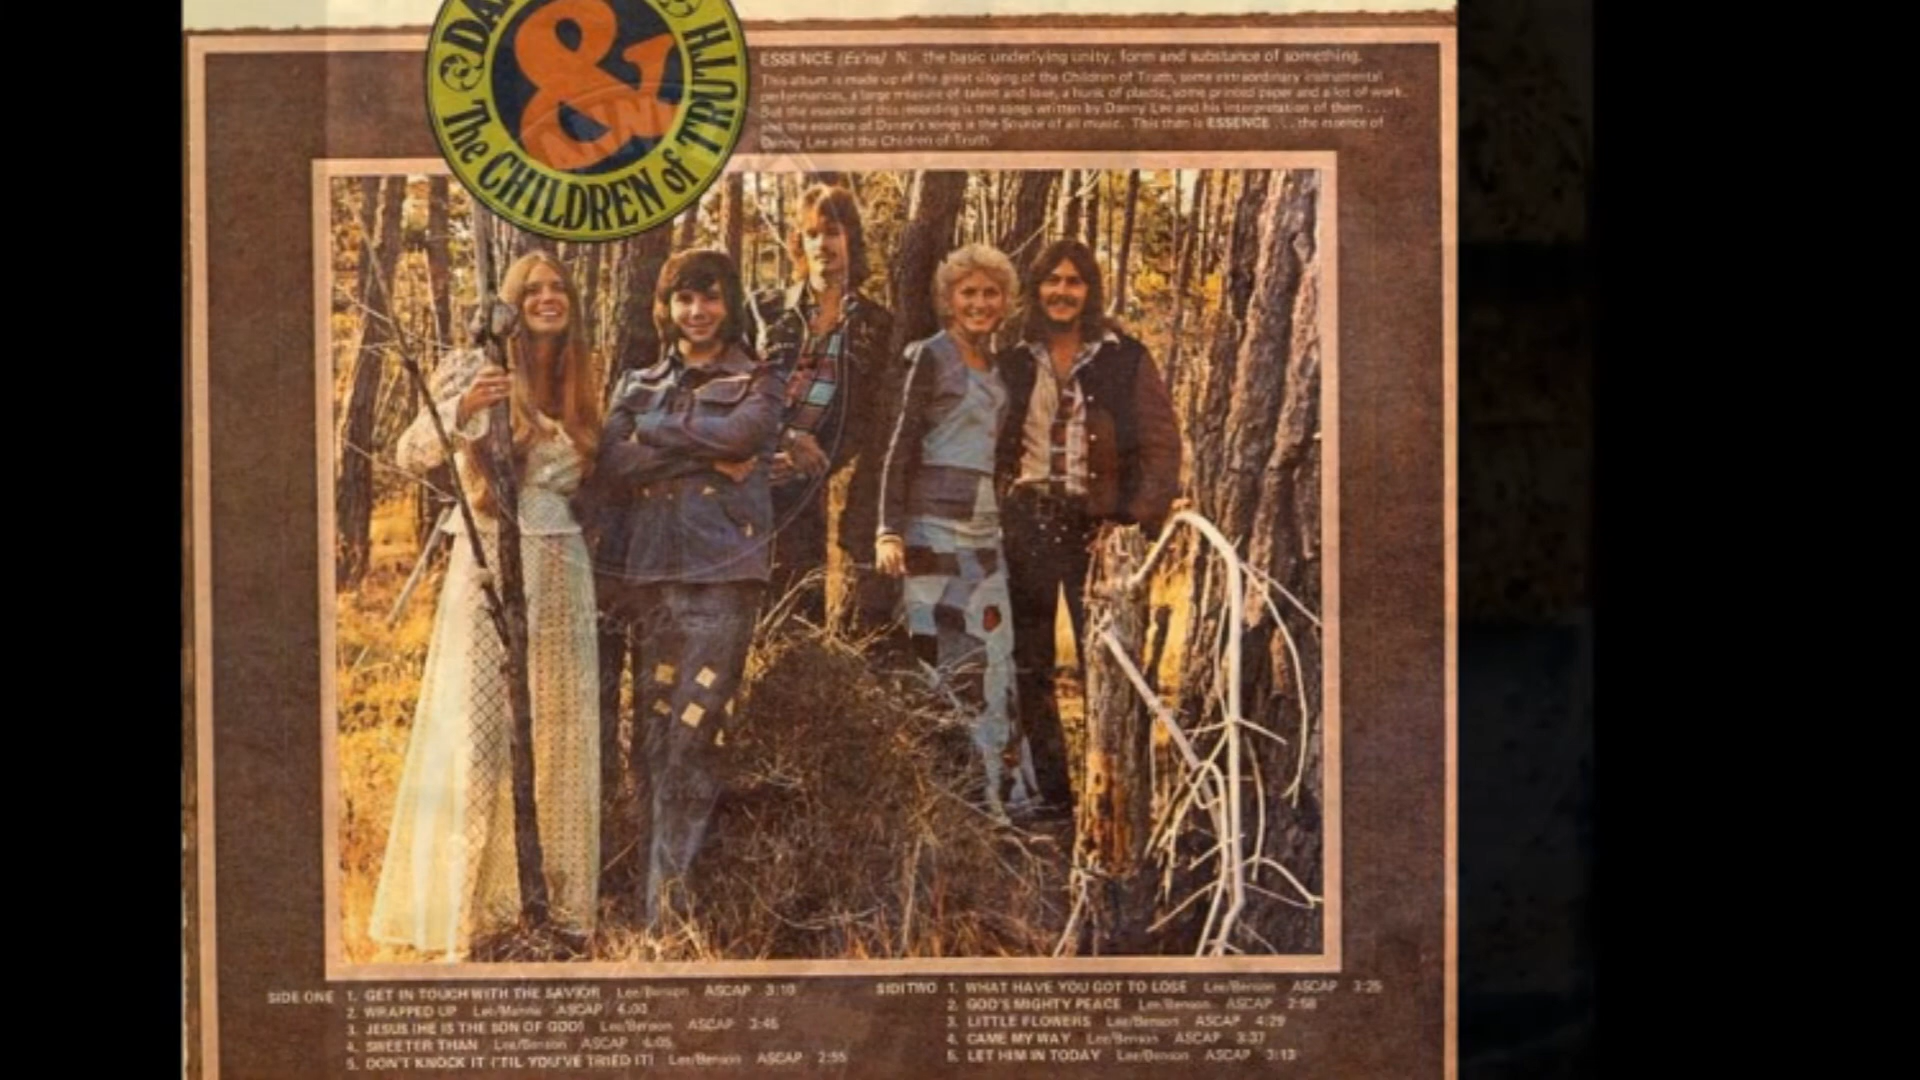 DA
&
The CHILDREN of TRUTH
ESSENCE (Es'ns) N: the basic underlying unity, form and substance of something.
This album is made up of the great singing of the Children of Truth, some extraordinary instrumental
performances, a large measure of talent and love, a hunk of plastic, some printed paper and a lot of work.
But the essence of this recording is the songs written by Danny Lee and his interpretation of them . . . .
and the essence of Danny's songs is the Source of all music. This then is ESSENCE . . . the essence of
Danny Lee and the Children of Truth.
SIDE ONE 1. GET IN TOUCH WITH THE SAVIOR Lee/Benson ASCAP 3:10
2. WRAPPED UP Lee/Mannis ASCAP 4:00
3. JESUS (HE IS THE SON OF GOD) Lee/Benson ASCAP 3:45
4. SWEETER THAN Lee/Benson ASCAP 4:05
5. DON'T KNOCK IT ('TIL YOU'VE TRIED IT) Lee/Benson ASCAP 2:55
SIDE TWO 1. WHAT HAVE YOU GOT TO LOSE Lee/Benson ASCAP 3:25
2. GOD'S MIGHTY PEACE Lee/Benson ASCAP 2:58
3. LITTLE FLOWERS Lee/Benson ASCAP 4:29
4. CAME MY WAY Lee/Benson ASCAP 3:37
5. LET HIM IN TODAY Lee/Benson ASCAP 3:13